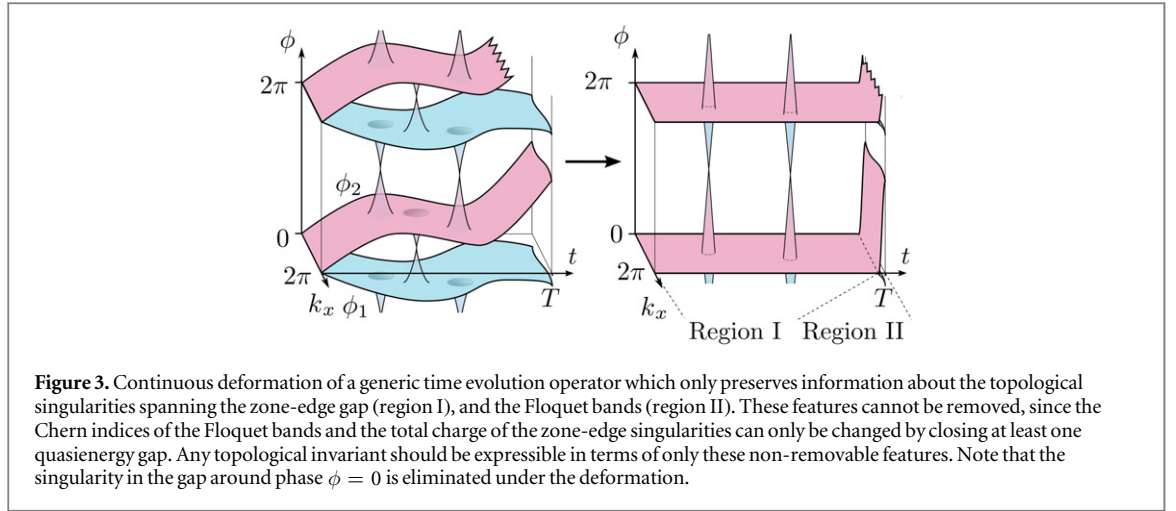 ϕ
2π
ϕ₂
0
2π
kₓ ϕ₁
t
T
ϕ
2π
0
2π
kₓ
t
T
Region I Region II
Figure 3. Continuous deformation of a generic time evolution operator which only preserves information about the topological
singularities spanning the zone-edge gap (region I), and the Floquet bands (region II). These features cannot be removed, since the
Chern indices of the Floquet bands and the total charge of the zone-edge singularities can only be changed by closing at least one
quasienergy gap. Any topological invariant should be expressible in terms of only these non-removable features. Note that the
singularity in the gap around phase ϕ = 0 is eliminated under the deformation.